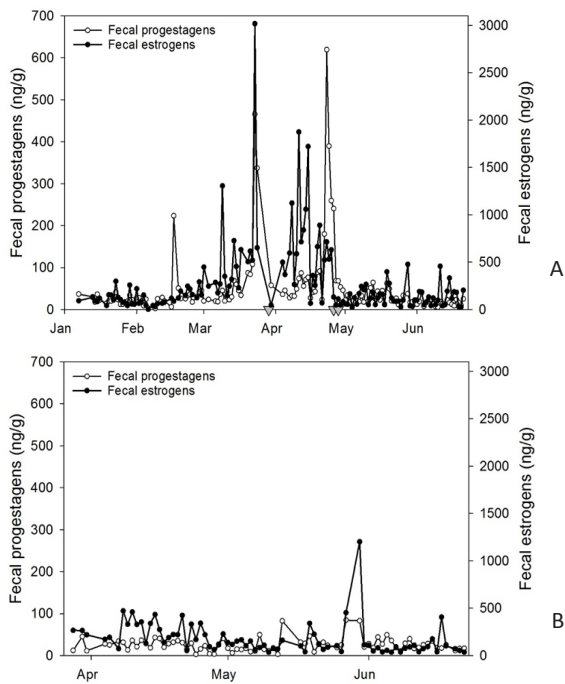 700
600
500
400
300
200
100
0
Fecal progestagens (ng/g)
Fecal progestagens
Fecal estrogens
3000
2500
2000
1500
1000
500
0
Fecal estrogens (ng/g)
A
Jan Feb Mar Apr May Jun
700
600
500
400
300
200
100
0
Fecal progestagens (ng/g)
Fecal progestagens
Fecal estrogens
3000
2500
2000
1500
1000
500
0
Fecal estrogens (ng/g)
B
Apr May Jun